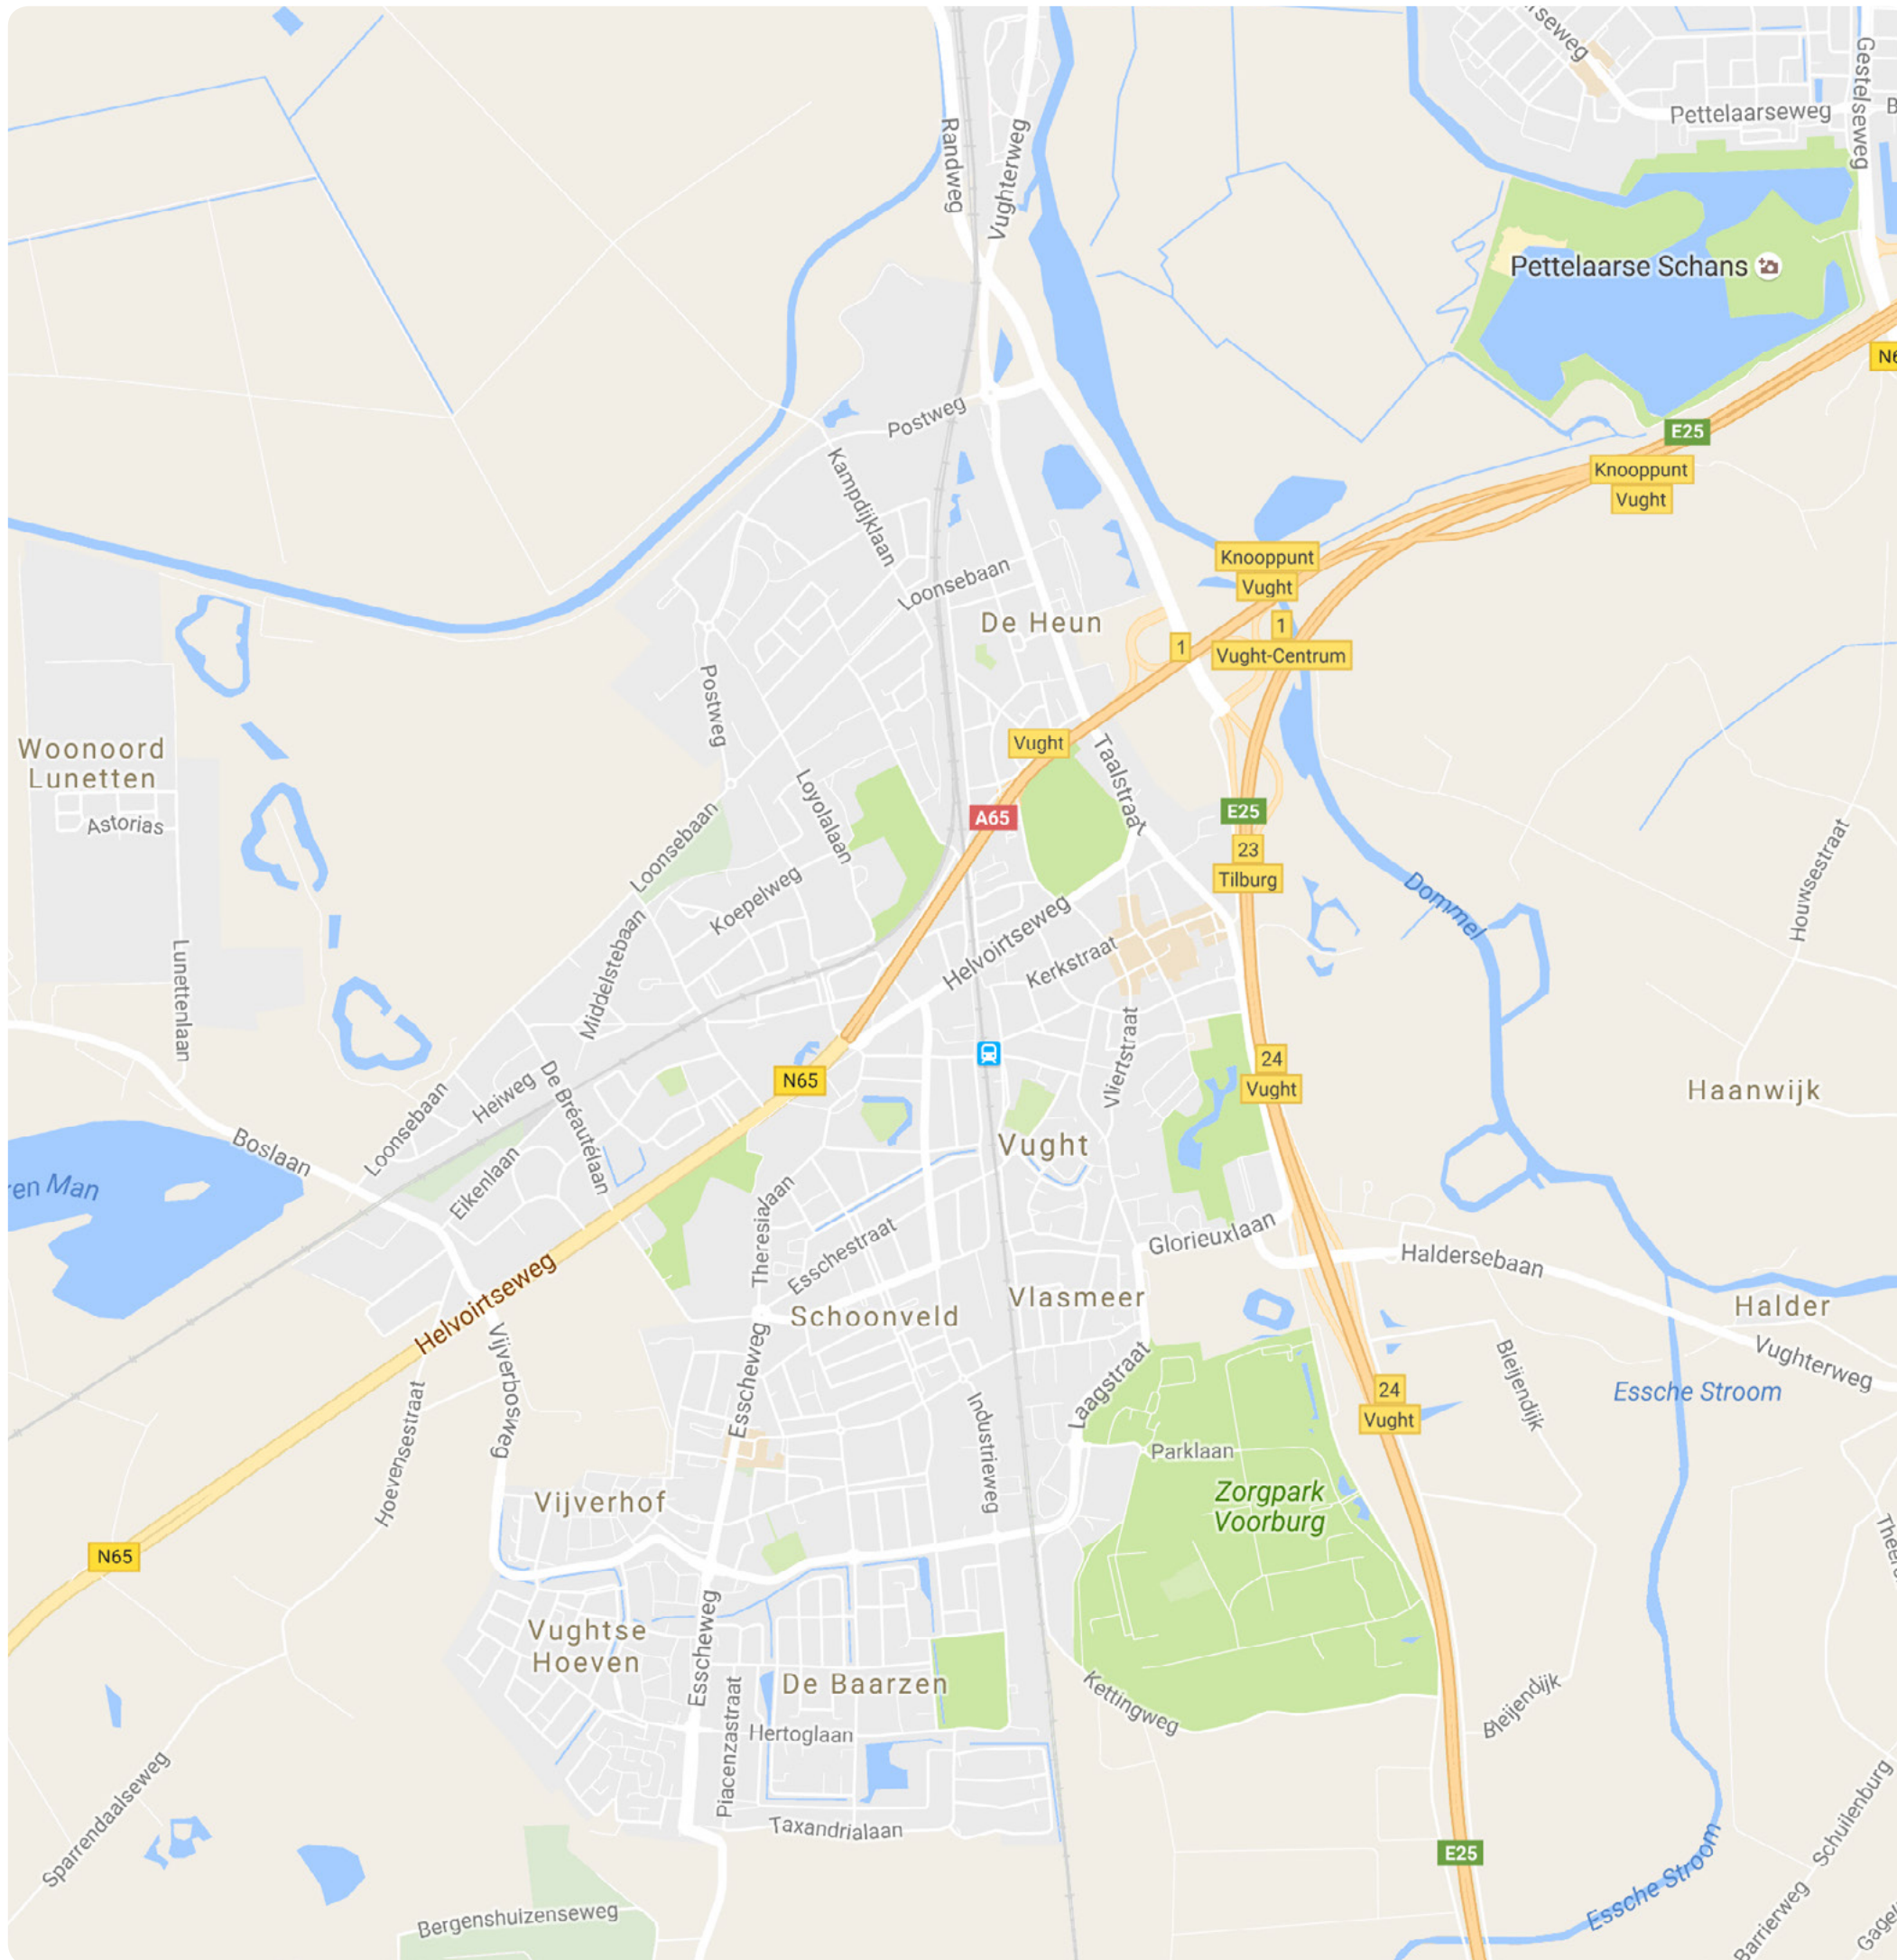 Gestelseweg
Pettelaarseweg
Randweg
Vughterweg
Pettelaarse Schans
Postweg
E25
Knooppunt
Vught
Kampdijklaan
Knooppunt
Vught
Loonsebaan
De Heun
1
1
Vught-Centrum
Postweg
Woonoord
Lunetten
Vught
Taalstraat
Astorias
Loyolalaan
A65
E25
Loonsebaan
23
Tilburg
Koepelweg
Dommel
Houwsestraat
Helvoirtseweg
Kerkstraat
Middelstebaan
Lunettenlaan
Vliertstraat
24
Vught
N65
Haanwijk
Heiweg
De Bréautélaan
Loonsebaan
Boslaan
Vught
Eikenlaan
Theresialaan
Esschestraat
Glorieuxlaan
Haldersebaan
Helvoirtseweg
Vlasmeer
Schoonveld
Halder
Vijverbosweg
Esscheweg
Laagstraat
Bleijendijk
Vughterweg
Hoevensestraat
Industrieweg
24
Vught
Essche Stroom
Parklaan
Zorgpark
Voorburg
Vijverhof
N65
Vughtse
Hoeven
Esscheweg
De Baarzen
Piacenzastraat
Hertoglaan
Kettingweg
Bleijendijk
Sparrendaalseweg
Taxandrialaan
Schuilenburg
E25
Essche Stroom
Bergenshuizenseweg
Barrierweg